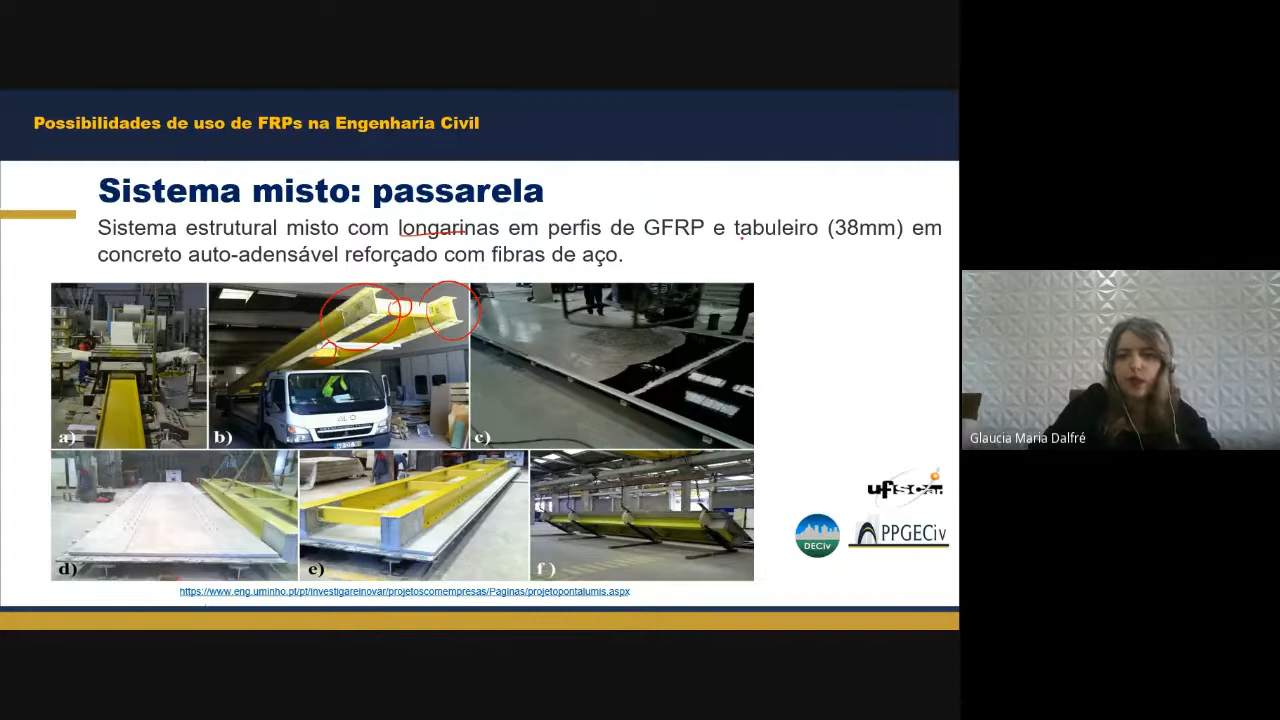 Possibilidades de uso de FRPs na Engenharia Civil
Sistema misto: passarela
Sistema estrutural misto com longarinas em perfis de GFRP e tabuleiro (38mm) em
concreto auto-adensável reforçado com fibras de aço.
a)
b)
c)
d)
e)
f)
https://www.eng.uminho.pt/pt/investigareinovar/projetoscomempresas/Paginas/projetopontalumis.aspx
DECiv
PPGECiv
Glaucia Maria Dalfré